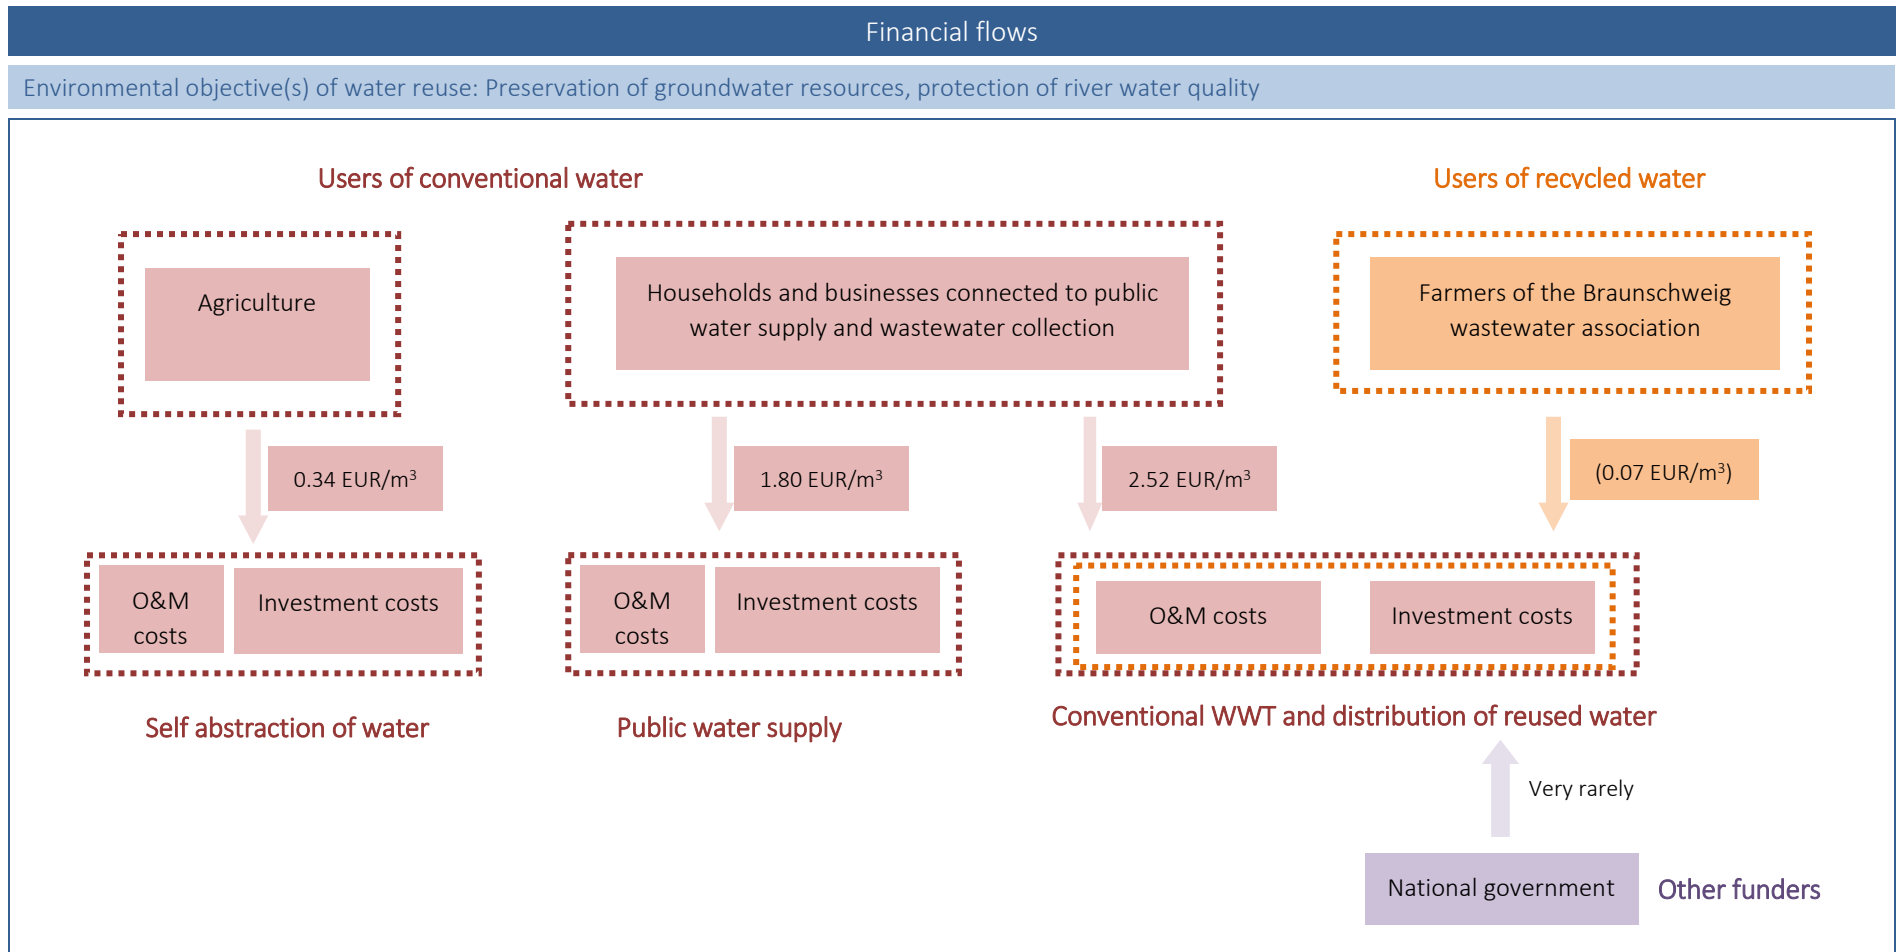 Financial flows
Environmental objective(s) of water reuse: Preservation of groundwater resources, protection of river water quality
Users of conventional water
Users of recycled water
Agriculture
Households and businesses connected to public
water supply and wastewater collection
Farmers of the Braunschweig
wastewater association
0.34 EUR/m³
1.80 EUR/m³
2.52 EUR/m³
(0.07 EUR/m³)
O&M
costs
Investment costs
O&M
costs
Investment costs
O&M costs
Investment costs
Self abstraction of water
Public water supply
Conventional WWT and distribution of reused water
Very rarely
National government
Other funders